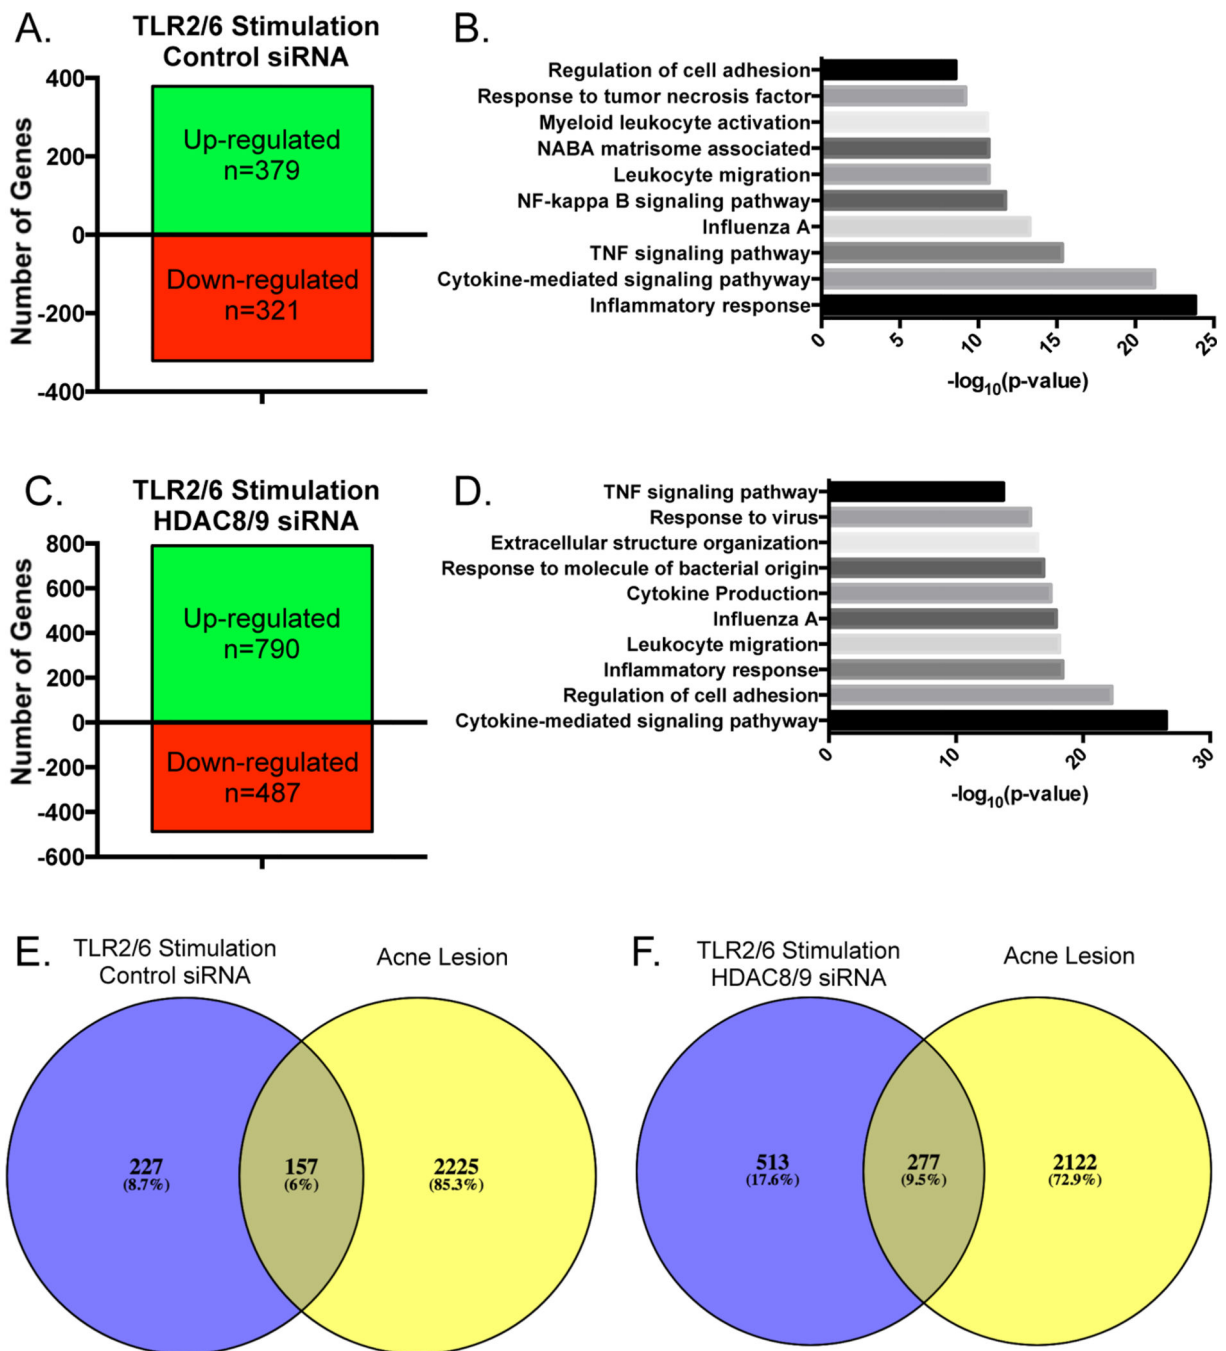 A.
TLR2/6 Stimulation
Control siRNA
Number of Genes
400
200
0
-200
-400
Up-regulated
n=379
Down-regulated
n=321
B.
Regulation of cell adhesion
Response to tumor necrosis factor
Myeloid leukocyte activation
NABA matrisome associated
Leukocyte migration
NF-kappa B signaling pathway
Influenza A
TNF signaling pathway
Cytokine-mediated signaling pathyway
Inflammatory response
0 5 10 15 20 25
-log10(p-value)
C.
TLR2/6 Stimulation
HDAC8/9 siRNA
Number of Genes
800
600
400
200
0
-200
-400
-600
Up-regulated
n=790
Down-regulated
n=487
D.
TNF signaling pathway
Response to virus
Extracellular structure organization
Response to molecule of bacterial origin
Cytokine Production
Influenza A
Leukocyte migration
Inflammatory response
Regulation of cell adhesion
Cytokine-mediated signaling pathyway
0 10 20 30
-log10(p-value)
E.
TLR2/6 Stimulation
Control siRNA
Acne Lesion
227
(8.7%)
157
(6%)
2225
(85.3%)
F.
TLR2/6 Stimulation
HDAC8/9 siRNA
Acne Lesion
513
(17.6%)
277
(9.5%)
2122
(72.9%)